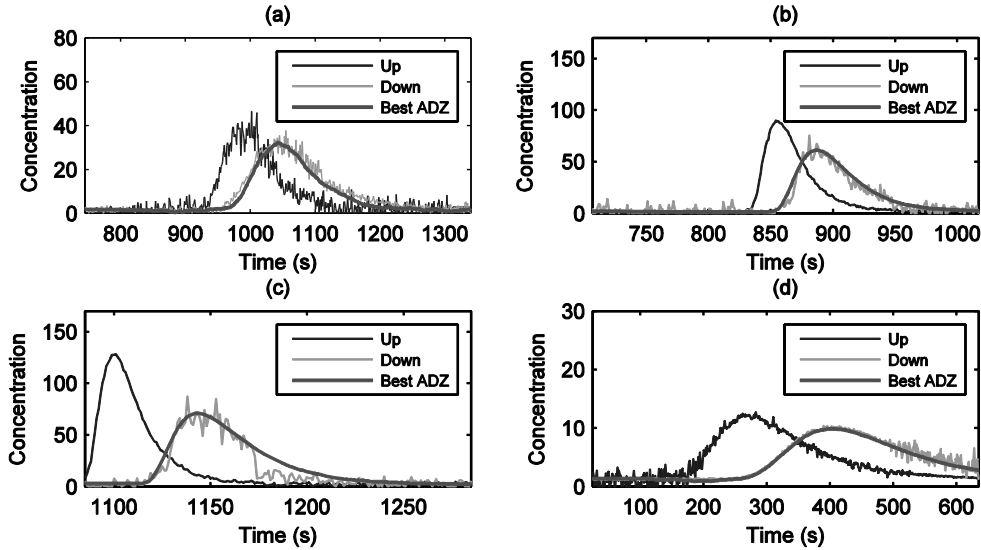 (a)
80
60
40
20
0
Concentration
800 900 1000 1100 1200 1300
Time (s)
Up
Down
Best ADZ
(b)
150
100
50
0
Concentration
750 800 850 900 950 1000
Time (s)
Up
Down
Best ADZ
(c)
150
100
50
0
Concentration
1100 1150 1200 1250
Time (s)
Up
Down
Best ADZ
(d)
30
20
10
0
Concentration
100 200 300 400 500 600
Time (s)
Up
Down
Best ADZ